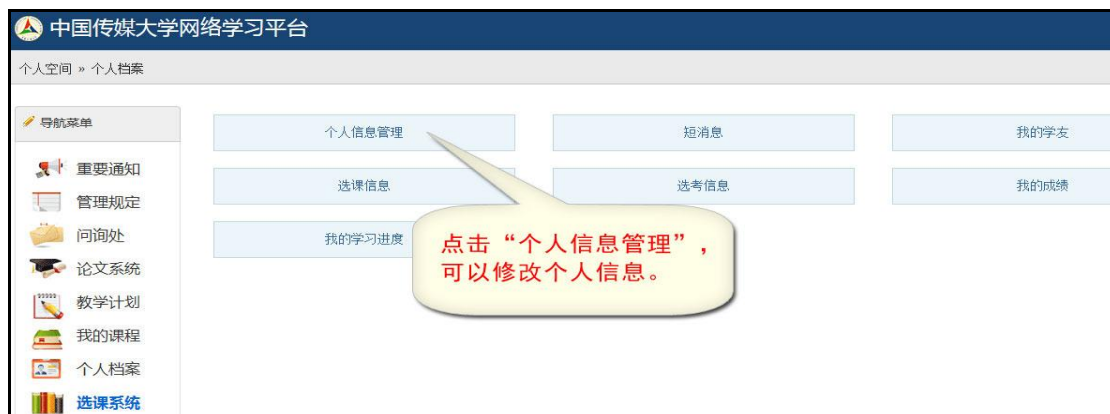 中国传媒大学网络学习平台
个人空间 » 个人档案
导航菜单
重要通知
管理规定
问询处
论文系统
教学计划
我的课程
个人档案
选课系统
个人信息管理
短消息
我的学友
选课信息
选考信息
我的成绩
我的学习进度
点击“个人信息管理”，
可以修改个人信息。